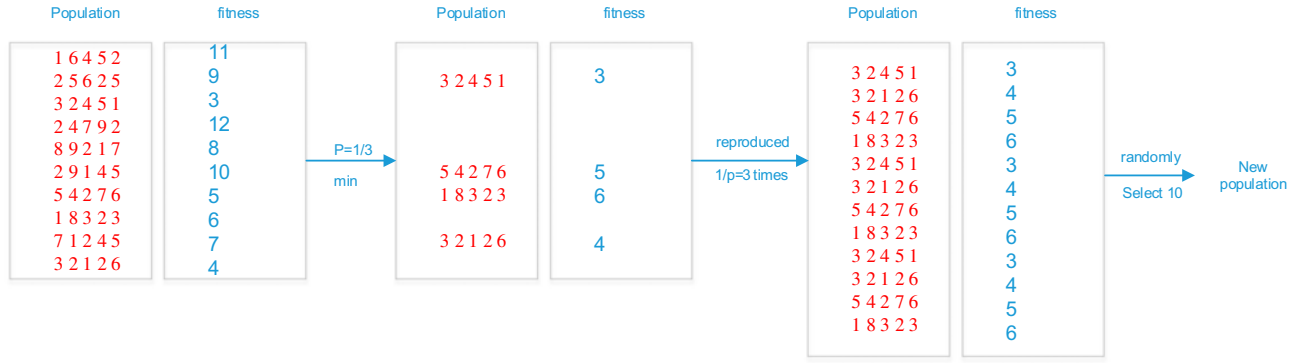 Population fitness Population fitness Population fitness
1 6 4 5 2 11
2 5 6 2 5 9
3 2 4 5 1 3
2 4 7 9 2 12
8 9 2 1 7 8
2 9 1 4 5 10
5 4 2 7 6 5
1 8 3 2 3 6
7 1 2 4 5 7
3 2 1 2 6 4
P=1/3
min
3 2 4 5 1 3
5 4 2 7 6 5
1 8 3 2 3 6
3 2 1 2 6 4
reproduced
1/p=3 times
3 2 4 5 1 3
3 2 1 2 6 4
5 4 2 7 6 5
1 8 3 2 3 6
3 2 4 5 1 3
3 2 1 2 6 4
5 4 2 7 6 5
1 8 3 2 3 6
3 2 4 5 1 3
3 2 1 2 6 4
5 4 2 7 6 5
1 8 3 2 3 6
randomly
Select 10
New
population